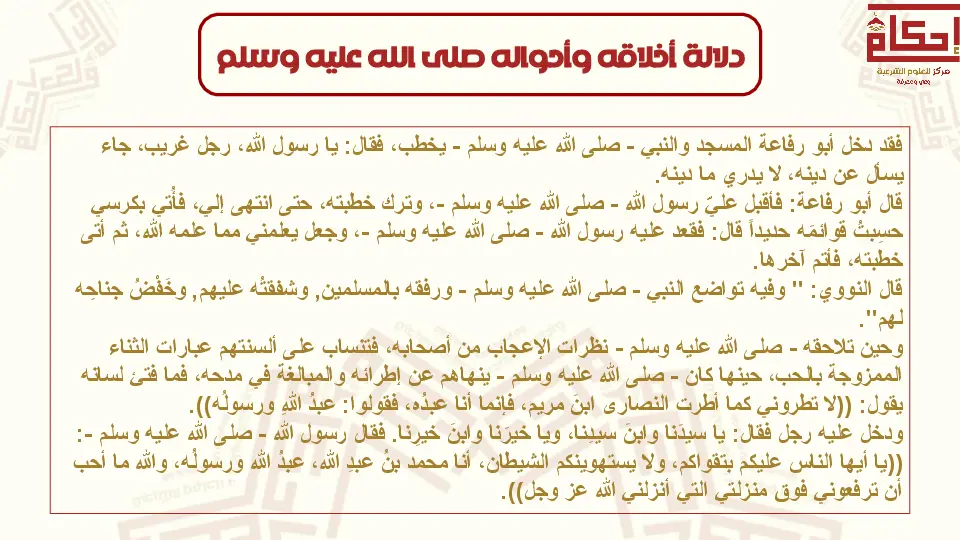 إحكام
مركز للعلوم الشرعية
وعي ومعرفة
دلالة أخلاقه وأحواله صلى الله عليه وسلم
فقد دخل أبو رفاعة المسجد والنبي - صلى الله عليه وسلم - يخطب، فقال: يا رسول الله، رجل غريب، جاء
يسأل عن دينه، لا يدري ما دينه.
قال أبو رفاعة: فأقبل عليّ رسول الله - صلى الله عليه وسلم -، وترك خطبته، حتى انتهى إلي، فأُتي بكرسي
حسِبتُ قوائمَه حديداً قال: فقعد عليه رسول الله - صلى الله عليه وسلم -، وجعل يعلمني مما علمه الله، ثم أتى
خطبته، فأتم آخرها.
قال النووي: " وفيه تواضع النبي - صلى الله عليه وسلم - ورفقه بالمسلمين, وشفقتُه عليهم, وخَفْضُ جناحِه
لهم".
وحين تلاحقه - صلى الله عليه وسلم - نظرات الإعجاب من أصحابه، فتنساب على ألسنتهم عبارات الثناء
الممزوجة بالحب، حينها كان - صلى الله عليه وسلم - ينهاهم عن إطرائه والمبالغة في مدحه، فما فتئ لسانه
يقول: ((لا تطروني كما أطرت النصارى ابنَ مريم، فإنما أنا عبدُه، فقولوا: عبدُ اللهِ ورسولُه)).
ودخل عليه رجل فقال: يا سيدَنا وابنَ سيدِنا، ويا خيرَنا وابنَ خيرِنا. فقال رسول الله - صلى الله عليه وسلم -:
((يا أيها الناس عليكم بتقواكم، ولا يستهوينكم الشيطان، أنا محمد بنُ عبدِ الله، عبدُ الله ورسولُه، والله ما أحب
أن ترفعوني فوق منزلتي التي أنزلني الله عز وجل)).